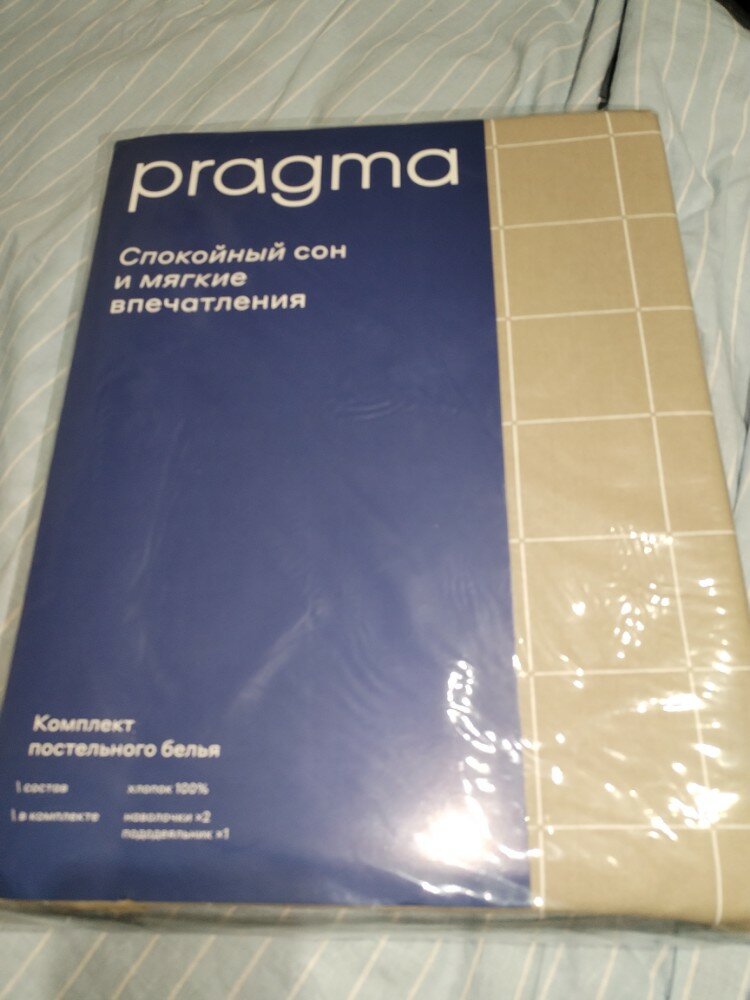 pragma
Спокойный сон
и мягкие
впечатления
Комплект
постельного белья
\ состав хлопок 100%
\ в комплекте наволочки ×2
пододеяльник ×1